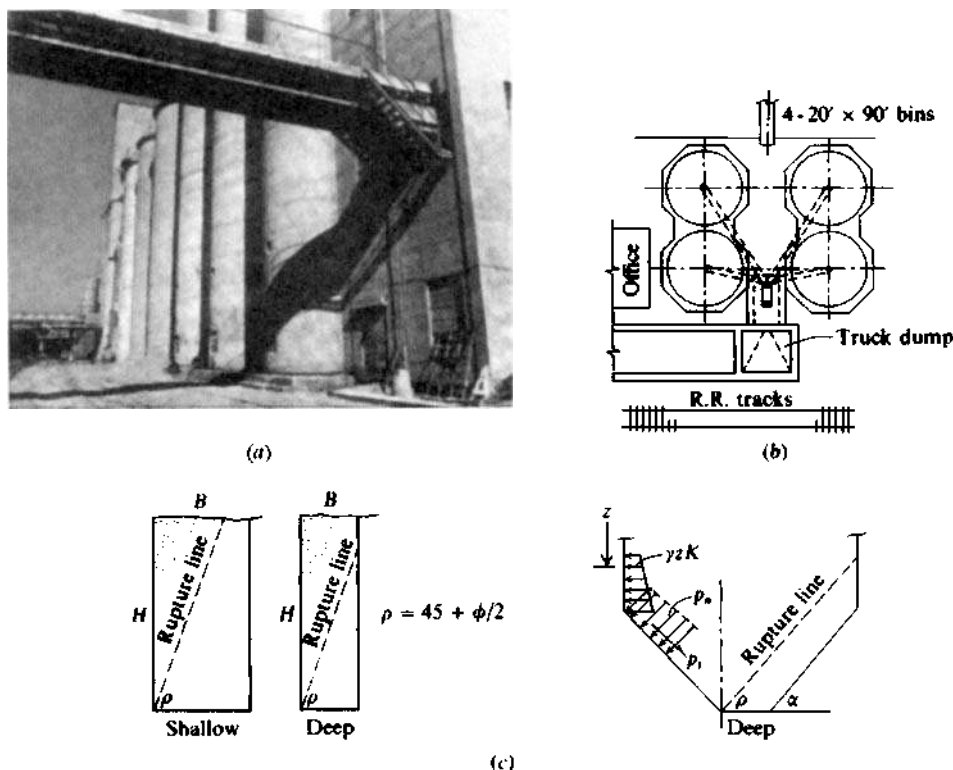 4 - 20′ × 90′ bins
Office
Truck dump
R.R. tracks
(a)
(b)
B
B
H
Rupture line
ρ
Shallow
H
Rupture line
ρ
Deep
ρ = 45 + ϕ/2
z
γzK
pₙ
pₜ
Rupture line
ρ
α
Deep
(c)